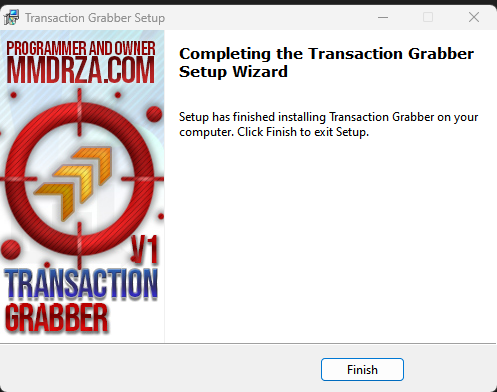 Transaction Grabber Setup
PROGRAMMER AND OWNER
MMDRZA.COM
V1
TRANSACTION
GRABBER
Completing the Transaction Grabber
Setup Wizard
Setup has finished installing Transaction Grabber on your
computer. Click Finish to exit Setup.
Finish